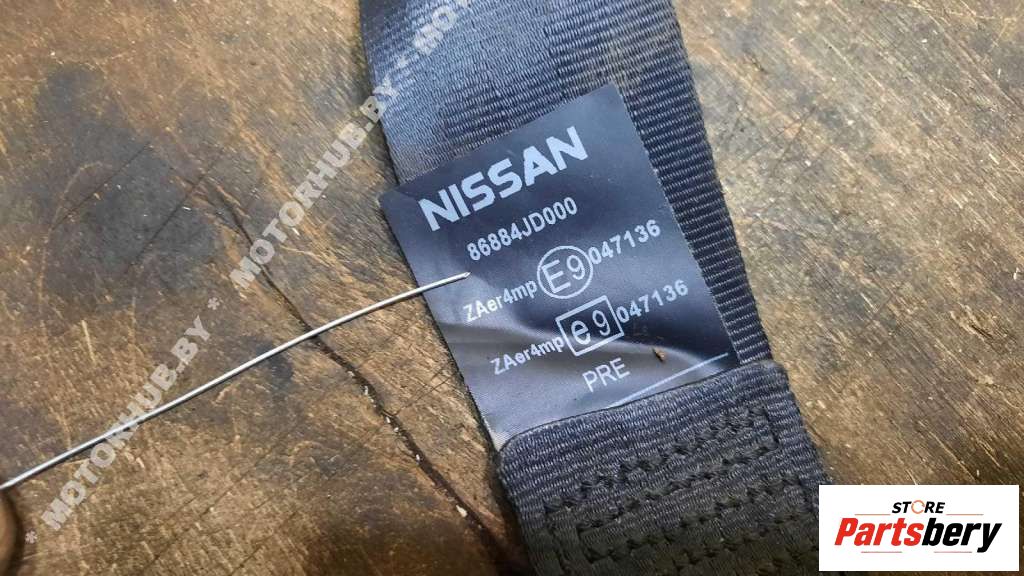 NISSAN
86884JD000
ZAer4mp E9 047136
ZAer4mp e9 047136
PRE
* MOTORHUB.BY * MOTORHUB.BY * MOTORHUB.BY
STORE
Partsbery